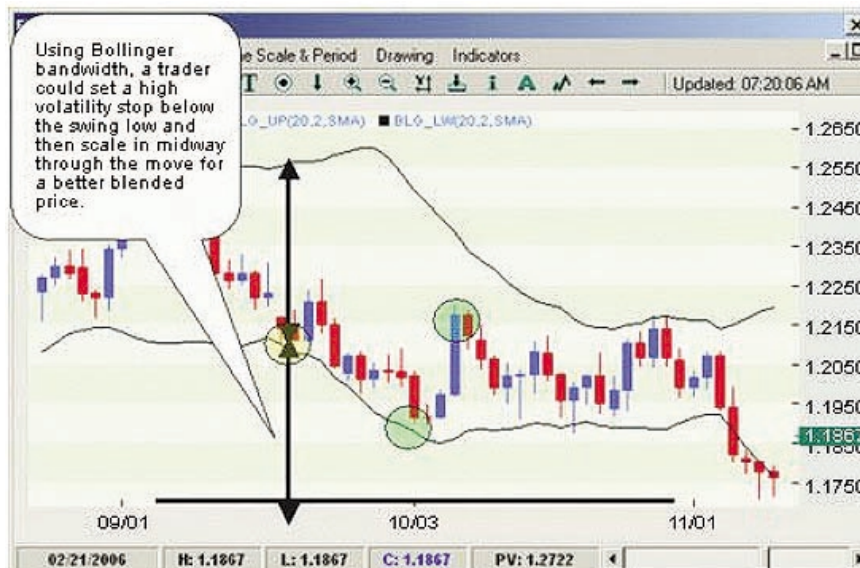 Using Bollinger
bandwidth, a trader
could set a high
volatility stop below
the swing low and
then scale in midway
through the move for
a better blended
price.
e Scale & Period Drawing Indicators
T A Updated: 07:20:06 AM
LG_UP(20,2,SMA) BLG_LW(20,2,SMA)
1.2650
1.2550
1.2450
1.2350
1.2250
1.2150
1.2050
1.1950
1.1867
1.1750
09/01 10/03 11/01
02/21/2006 H: 1.1867 L: 1.1867 C: 1.1867 PV: 1.2722